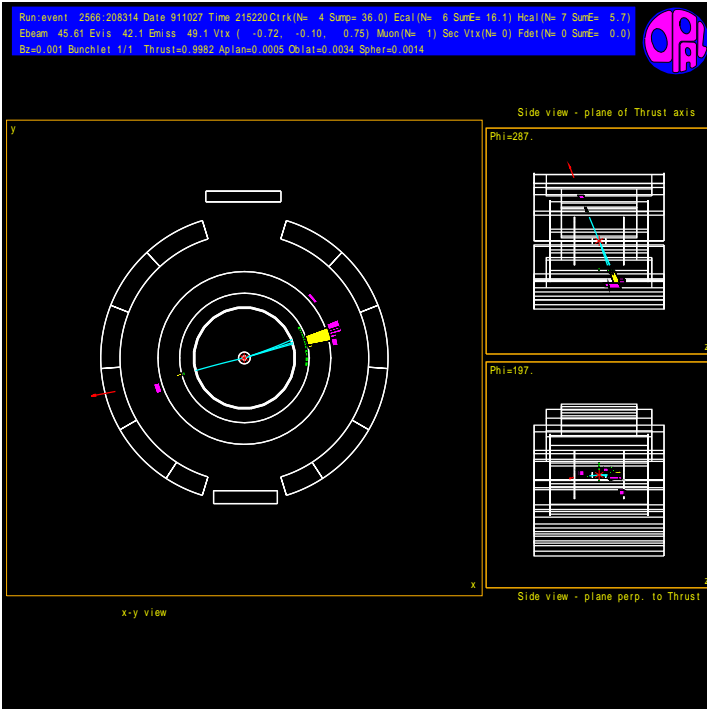 Run:event 2566:208314 Date 911027 Time 215220 Ctrk(N= 4 Sump= 36.0) Ecal(N= 6 SumE= 16.1) Hcal(N= 7 SumE= 5.7)
Ebeam 45.61 Evis 42.1 Emiss 49.1 Vtx ( -0.72, -0.10, 0.75) Muon(N= 1) Sec Vtx(N= 0) Fdet(N= 0 SumE= 0.0)
Bz=0.001 Bunchlet 1/1 Thrust=0.9982 Aplan=0.0005 Oblat=0.0034 Spher=0.0014
OPAL
Side view - plane of Thrust axis
y
Phi=287.
z
Phi=197.
x
z
Side view - plane perp. to Thrust
x-y view